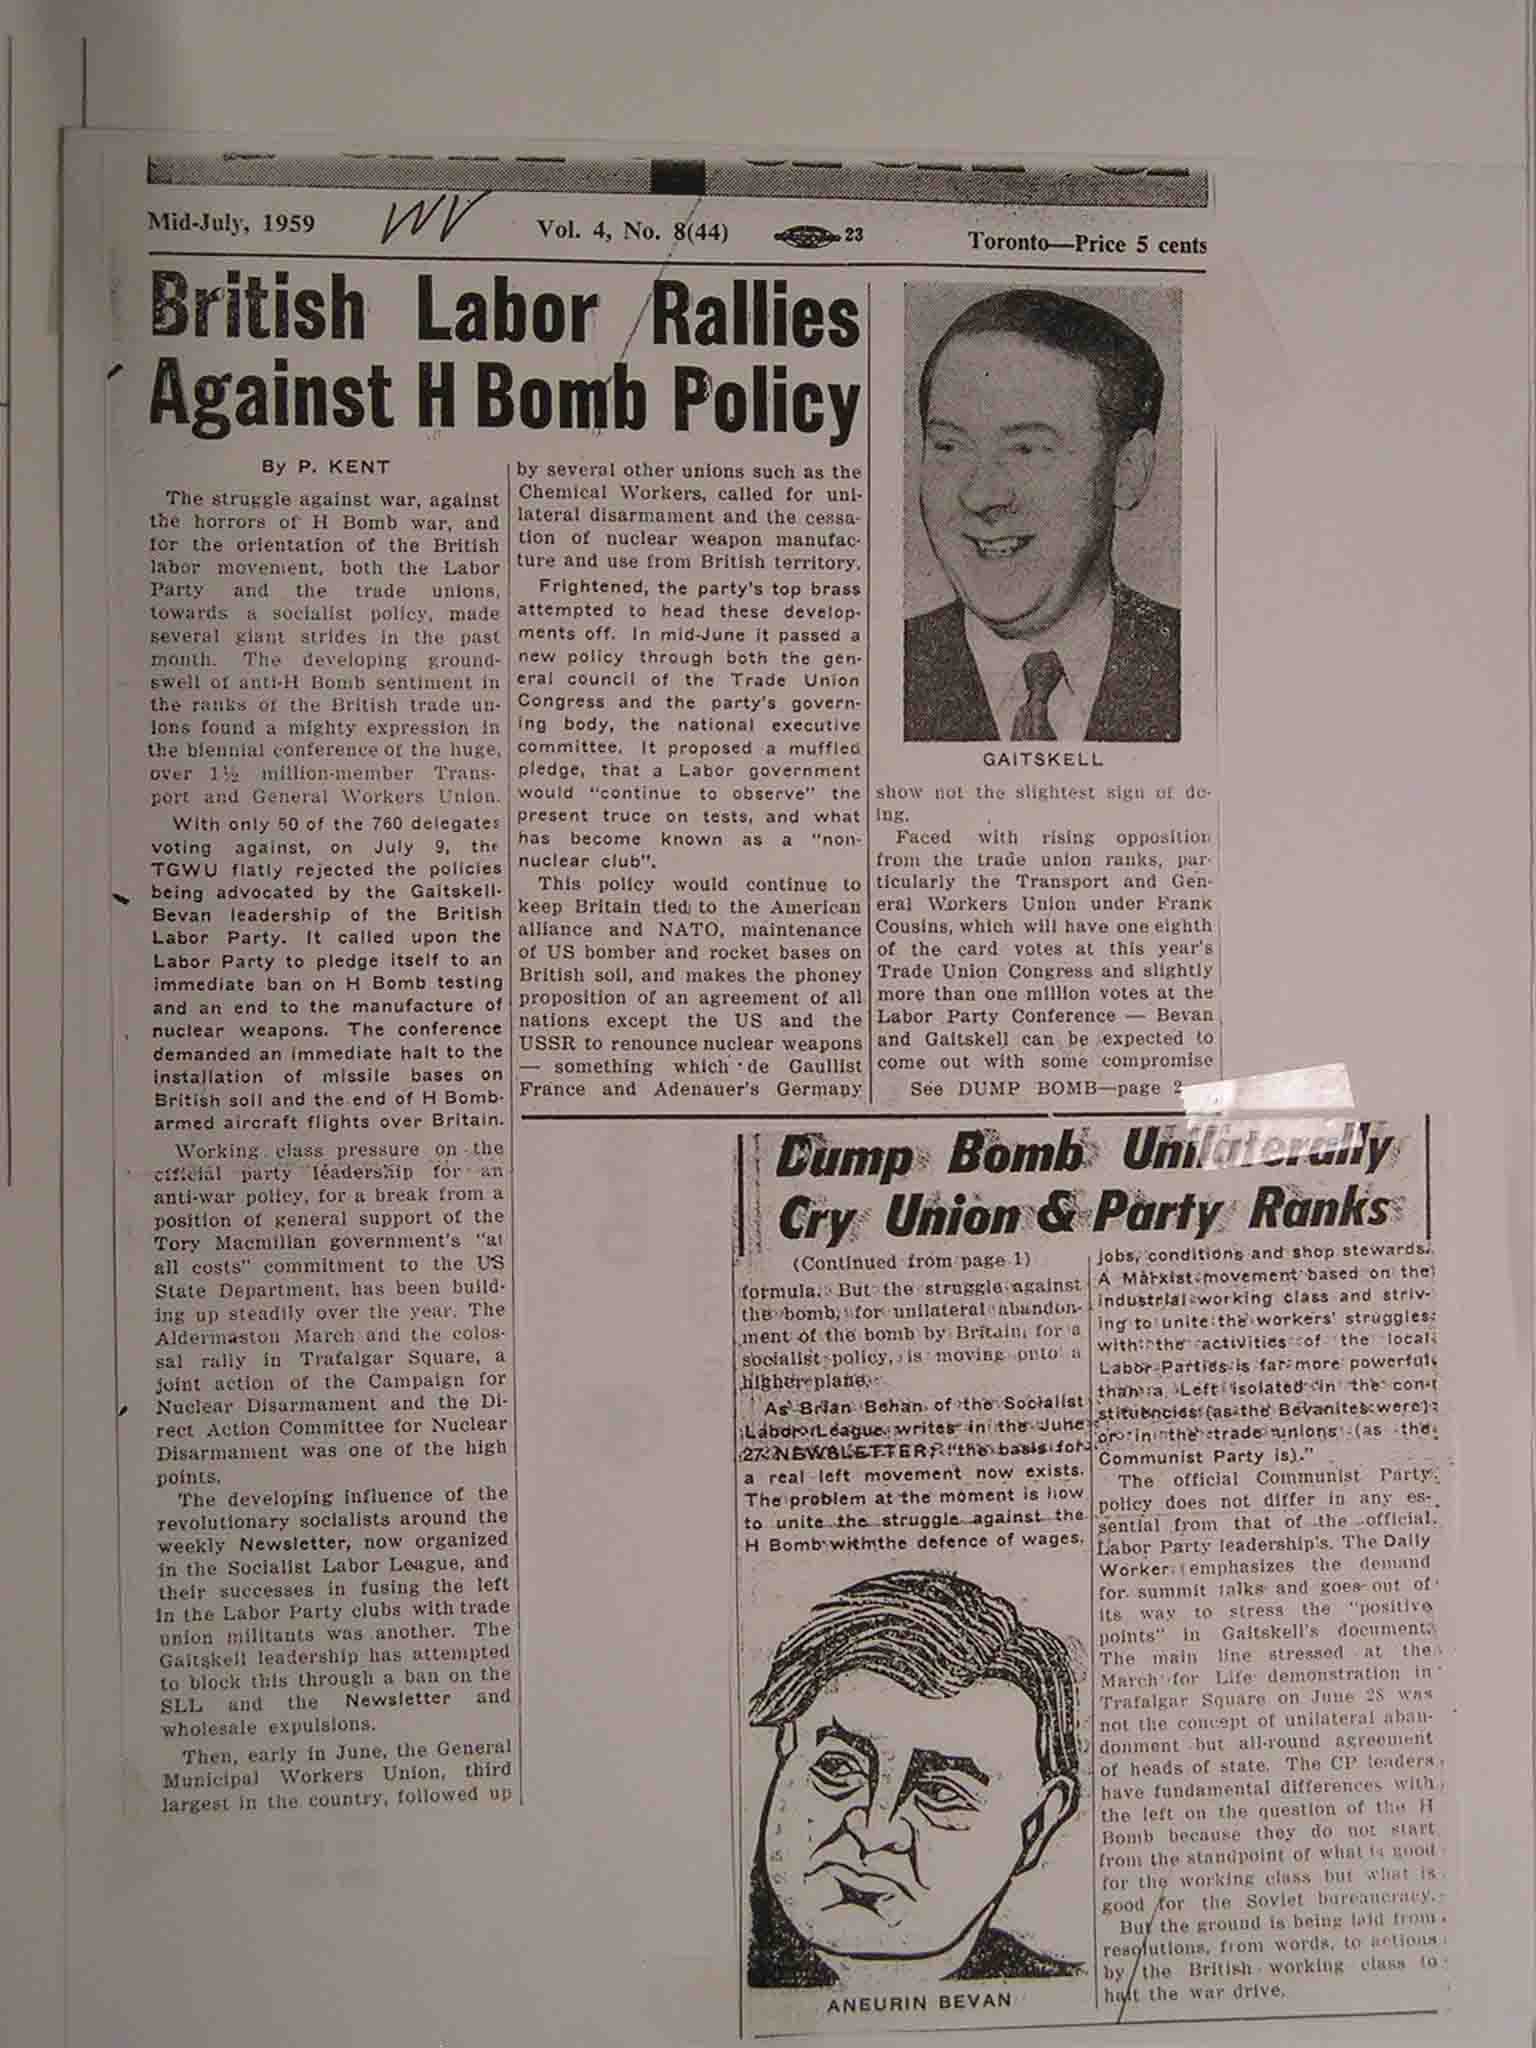 Mid-July, 1959
WV
Vol. 4, No. 8(44)
23
Toronto—Price 5 cents
British Labor Rallies
Against H Bomb Policy
By P. KENT
The struggle against war, against
the horrors of H Bomb war, and
for the orientation of the British
labor movement, both the Labor
Party and the trade unions,
towards a socialist policy, made
several giant strides in the past
month. The developing ground-
swell of anti-H Bomb sentiment in
the ranks of the British trade un-
ions found a mighty expression in
the biennial conference of the huge,
over 1½ million-member Trans-
port and General Workers Union.
With only 50 of the 760 delegates
voting against, on July 9, the
TGWU flatly rejected the policies
being advocated by the Gaitskell-
Bevan leadership of the British
Labor Party. It called upon the
Labor Party to pledge itself to an
immediate ban on H Bomb testing
and an end to the manufacture of
nuclear weapons. The conference
demanded an immediate halt to the
installation of missile bases on
British soil and the end of H Bomb-
armed aircraft flights over Britain.
Working class pressure on the
official party leadership for an
anti-war policy, for a break from a
position of general support of the
Tory Macmillan government's "at
all costs" commitment to the US
State Department, has been build-
ing up steadily over the year. The
Aldermaston March and the colos-
sal rally in Trafalgar Square, a
joint action of the Campaign for
Nuclear Disarmament and the Di-
rect Action Committee for Nuclear
Disarmament was one of the high
points.
The developing influence of the
revolutionary socialists around the
weekly Newsletter, now organized
in the Socialist Labor League, and
their successes in fusing the left
in the Labor Party clubs with trade
union militants was another. The
Gaitskell leadership has attempted
to block this through a ban on the
SLL and the Newsletter and
wholesale expulsions.
Then, early in June, the General
Municipal Workers Union, third
largest in the country, followed up
by several other unions such as the
Chemical Workers, called for uni-
lateral disarmament and the cessa-
tion of nuclear weapon manufac-
ture and use from British territory.
Frightened, the party's top brass
attempted to head these develop-
ments off. In mid-June it passed a
new policy through both the gen-
eral council of the Trade Union
Congress and the party's govern-
ing body, the national executive
committee. It proposed a muffled
pledge, that a Labor government
would "continue to observe" the
present truce on tests, and what
has become known as a "non-
nuclear club".
This policy would continue to
keep Britain tied to the American
alliance and NATO, maintenance
of US bomber and rocket bases on
British soil, and makes the phoney
proposition of an agreement of all
nations except the US and the
USSR to renounce nuclear weapons
— something which de Gaullist
France and Adenauer's Germany
GAITSKELL
show not the slightest sign of do-
ing.
Faced with rising opposition
from the trade union ranks, par-
ticularly the Transport and Gen-
eral Workers Union under Frank
Cousins, which will have one eighth
of the card votes at this year's
Trade Union Congress and slightly
more than one million votes at the
Labor Party Conference — Bevan
and Gaitskell can be expected to
come out with some compromise
See DUMP BOMB—page 2
Dump Bomb Unilaterally
Cry Union & Party Ranks
(Continued from page 1)
formula. But the struggle against
the bomb, for unilateral abandon-
ment of the bomb by Britain, for a
socialist policy, is moving onto a
higher plane.
As Brian Behan of the Socialist
Labor League writes in the June
27 NEWSLETTER, "the basis for
a real left movement now exists.
The problem at the moment is how
to unite the struggle against the
H Bomb with the defence of wages,
ANEURIN BEVAN
jobs, conditions and shop stewards.
A Marxist movement based on the
industrial working class and striv-
ing to unite the workers' struggles
with the activities of the local
Labor Parties is far more powerful
than a Left isolated in the con-
stituencies (as the Bevanites were)
or in the trade unions (as the
Communist Party is)."
The official Communist Party
policy does not differ in any es-
sential from that of the official
Labor Party leadership's. The Daily
Worker emphasizes the demand
for summit talks and goes out of
its way to stress the "positive
points" in Gaitskell's document.
The main line stressed at the
March for Life demonstration in
Trafalgar Square on June 28 was
not the concept of unilateral aban-
donment but all-round agreement
of heads of state. The CP leaders
have fundamental differences with
the left on the question of the H
Bomb because they do not start
from the standpoint of what is good
for the working class but what is
good for the Soviet bureaucracy.
But the ground is being laid from
resolutions, from words, to actions
by the British working class to
halt the war drive.